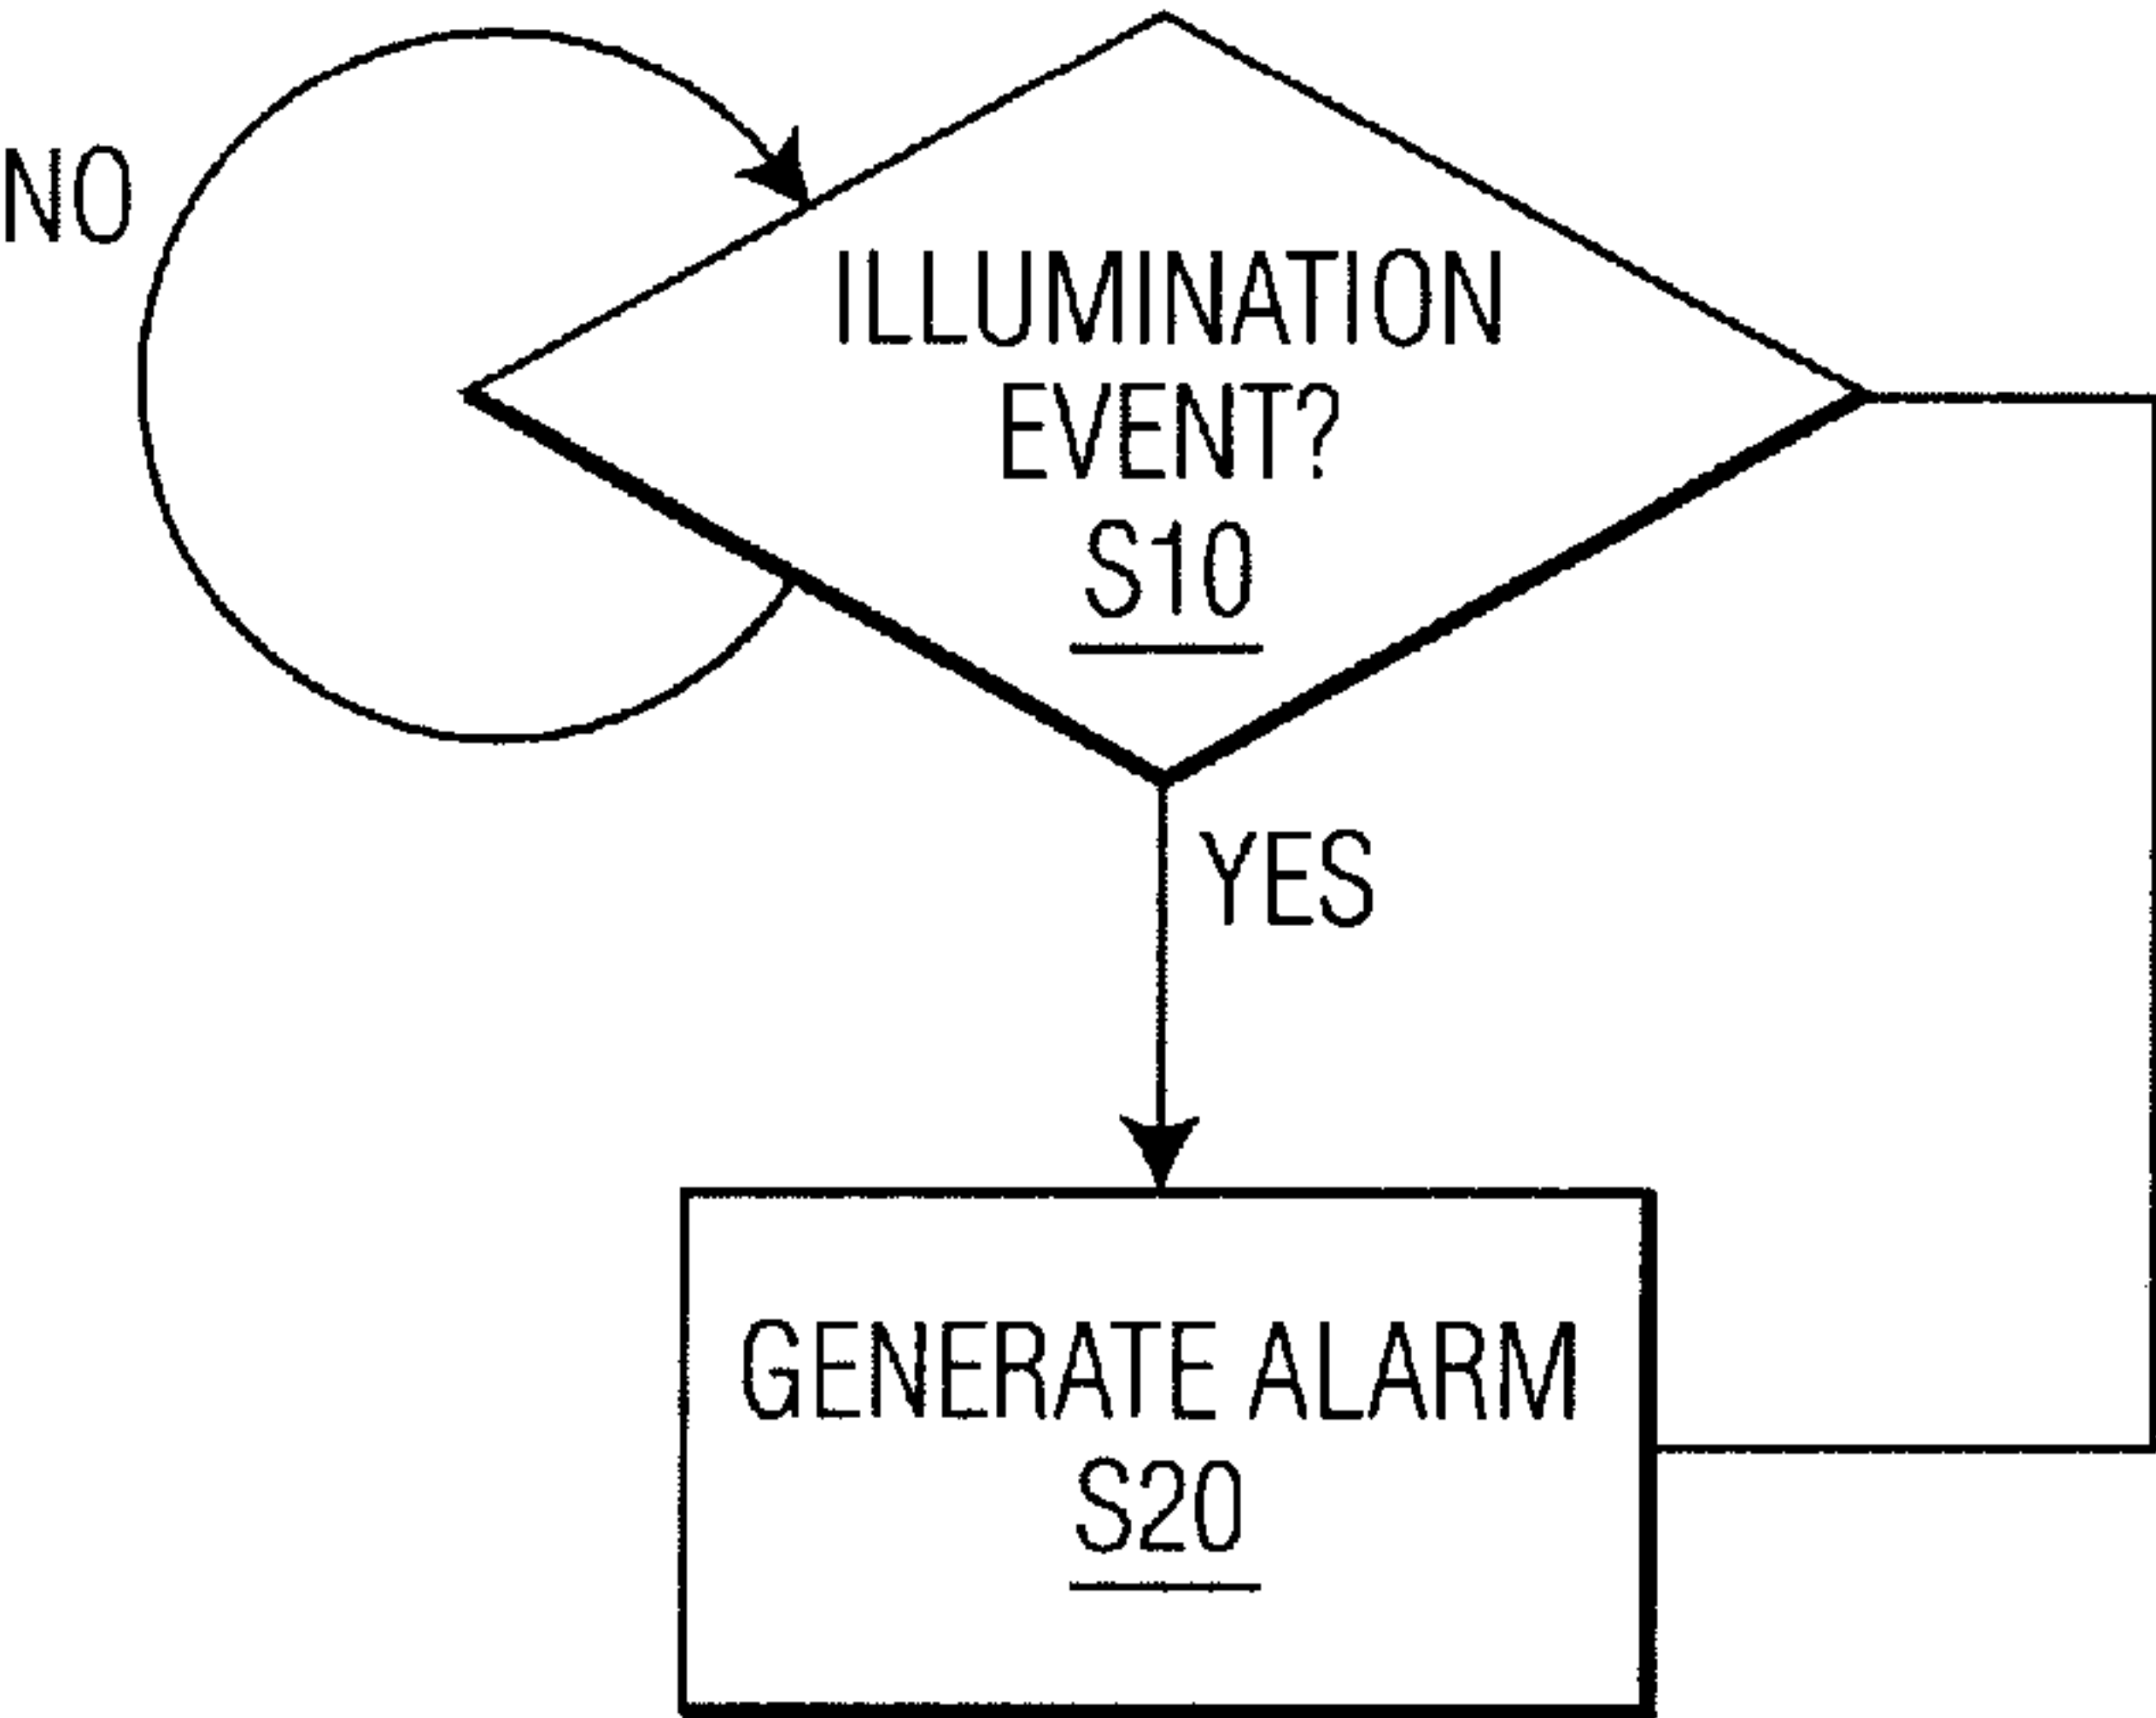 NO
ILLUMINATION
EVENT?
S10
YES
GENERATE ALARM
S20